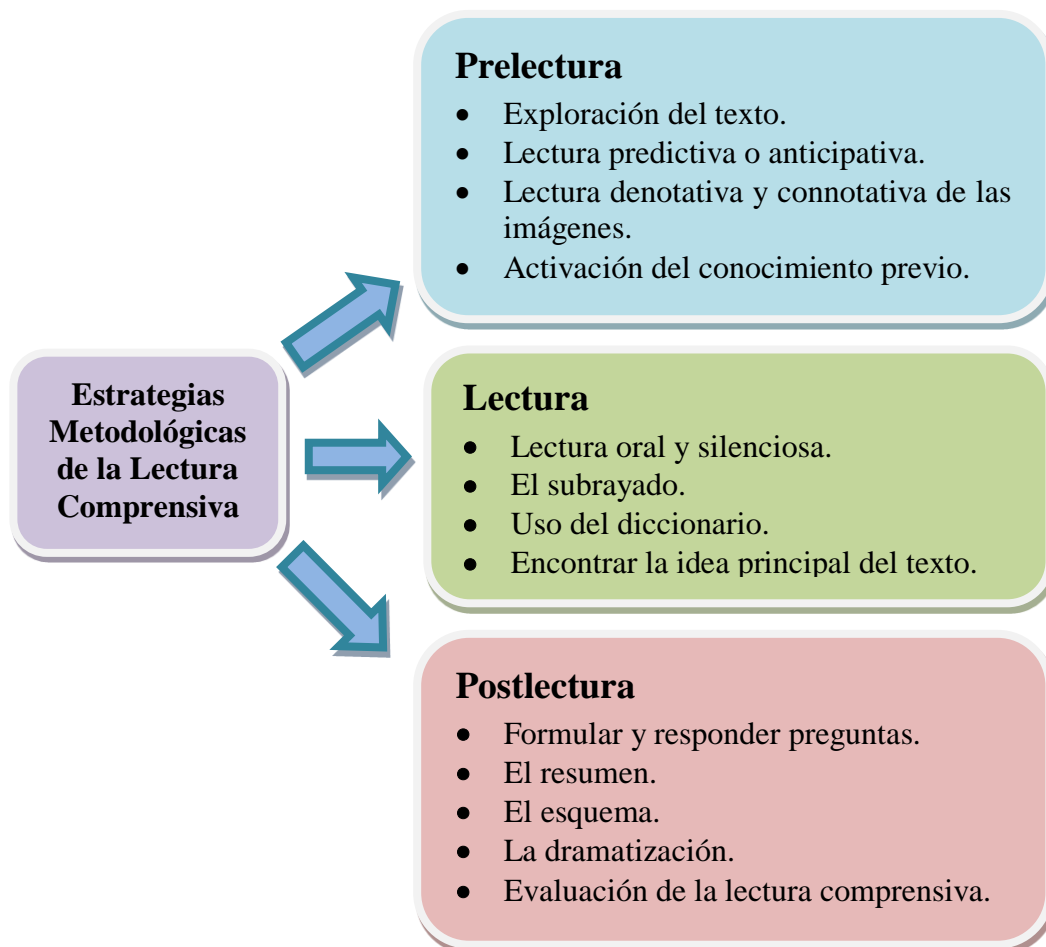 Prelectura
• Exploración del texto.
• Lectura predictiva o anticipativa.
• Lectura denotativa y connotativa de las
imágenes.
• Activación del conocimiento previo.
Estrategias
Metodológicas
de la Lectura
Comprensiva
Lectura
• Lectura oral y silenciosa.
• El subrayado.
• Uso del diccionario.
• Encontrar la idea principal del texto.
Postlectura
• Formular y responder preguntas.
• El resumen.
• El esquema.
• La dramatización.
• Evaluación de la lectura comprensiva.